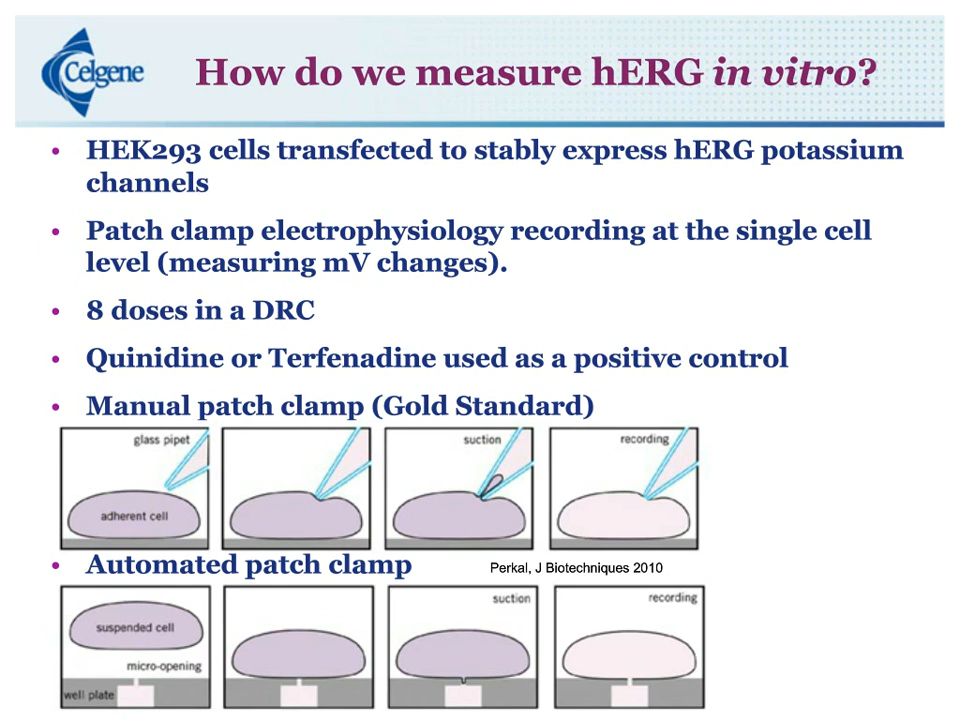 Celgene
How do we measure hERG in vitro?
• HEK293 cells transfected to stably express hERG potassium
channels
• Patch clamp electrophysiology recording at the single cell
level (measuring mV changes).
• 8 doses in a DRC
• Quinidine or Terfenadine used as a positive control
• Manual patch clamp (Gold Standard)
glass pipet
suction
recording
adherent cell
• Automated patch clamp
Perkal, J Biotechniques 2010
suction
recording
suspended cell
micro-opening
well plate